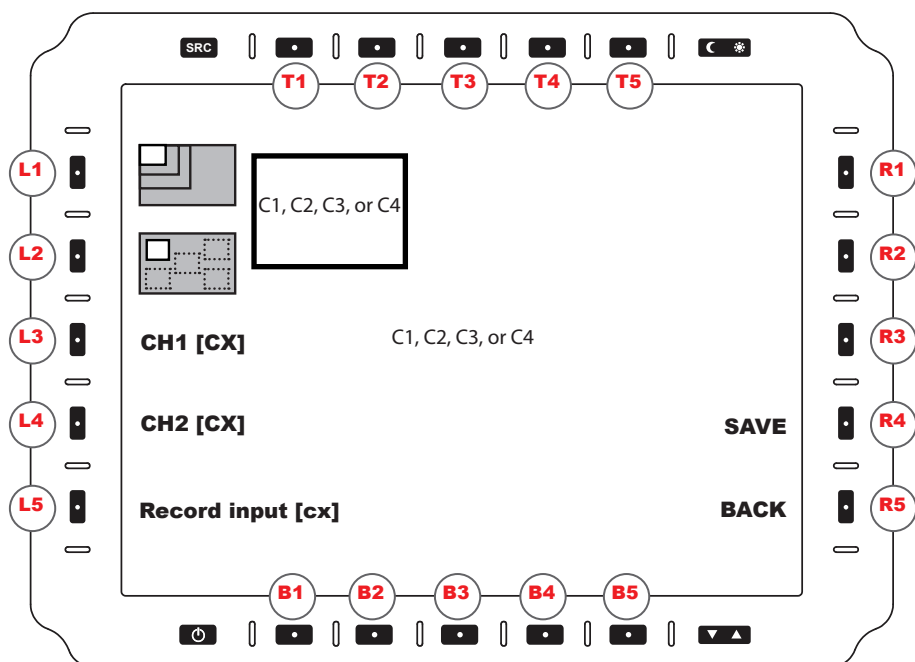 SRC
T1 T2 T3 T4 T5
L1
R1
C1, C2, C3, or C4
L2
R2
L3
CH1 [CX]
C1, C2, C3, or C4
R3
L4
CH2 [CX]
SAVE
R4
L5
Record input [cx]
BACK
R5
B1 B2 B3 B4 B5